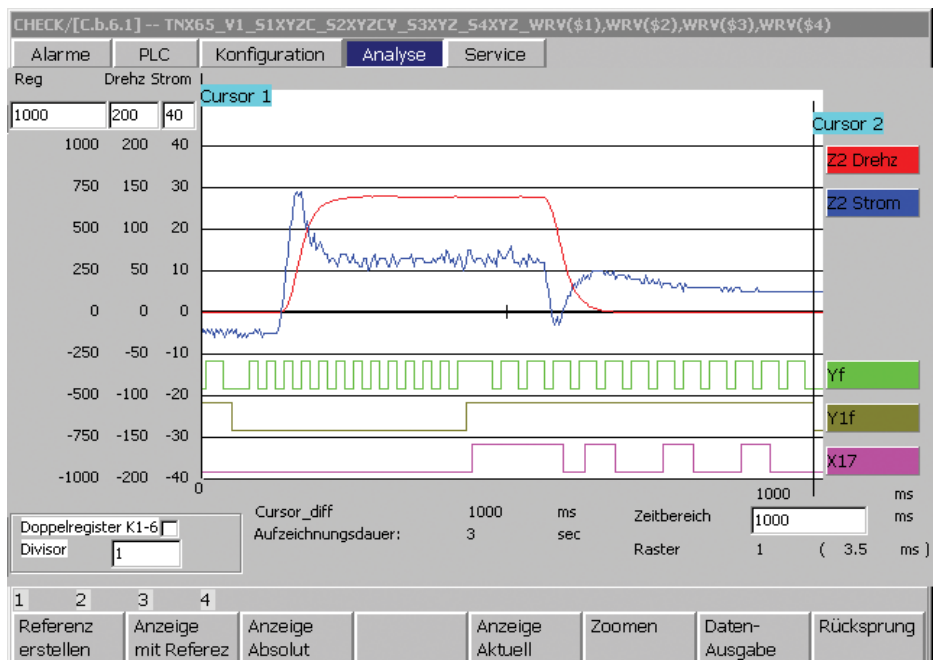 CHECK/[C.b.6.1] -- TNX65_V1_S1XYZC_S2XYZCV_S3XYZ_S4XYZ_WRV($1),WRV($2),WRV($3),WRV($4)
Alarme PLC Konfiguration Analyse Service
Reg Drehz Strom
Cursor 1
1000 200 40
Cursor 2
1000 200 40
Z2 Drehz
750 150 30
Z2 Strom
500 100 20
250 50 10
0 0 0
-250 -50 -10
Yf
-500 -100 -20
Y1f
-750 -150 -30
X17
-1000 -200 -40
0
1000 ms
Cursor_diff 1000 ms
Zeitbereich 1000 ms
Doppelregister K1-6
Aufzeichnungsdauer: 3 sec
Divisor 1
Raster 1 ( 3.5 ms )
1 2 3 4
Referenz erstellen
Anzeige mit Referez
Anzeige Absolut
Anzeige Aktuell
Zoomen
Daten-
Ausgabe
Rücksprung